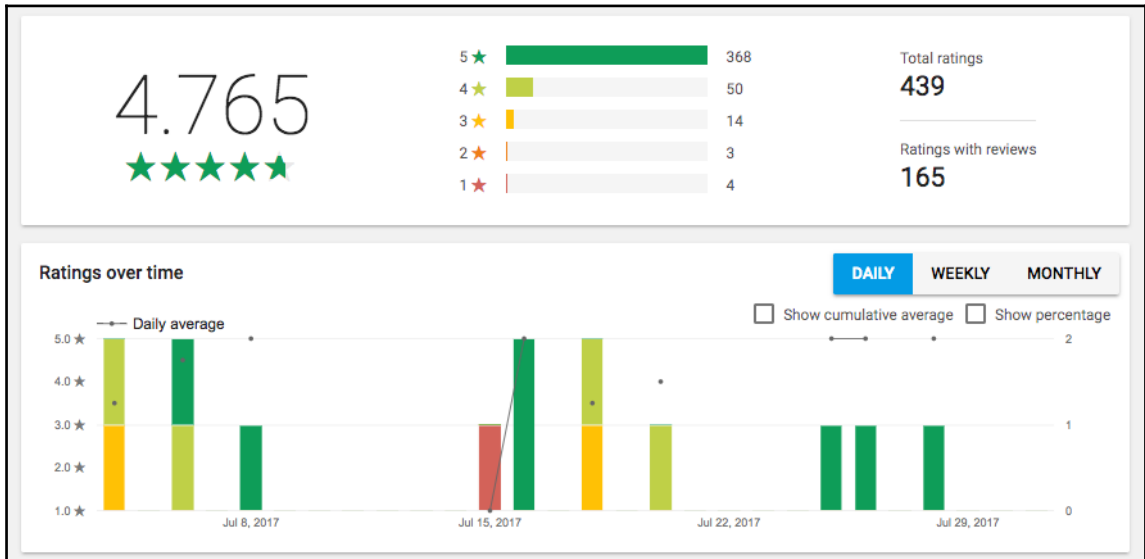 4.765
5 ★ 368
4 ★ 50
3 ★ 14
2 ★ 3
1 ★ 4
Total ratings
439
Ratings with reviews
165
Ratings over time
DAILY WEEKLY MONTHLY
Show cumulative average Show percentage
Daily average
5.0 ★ 2
4.0 ★
3.0 ★ 1
2.0 ★
1.0 ★ 0
Jul 8, 2017 Jul 15, 2017 Jul 22, 2017 Jul 29, 2017